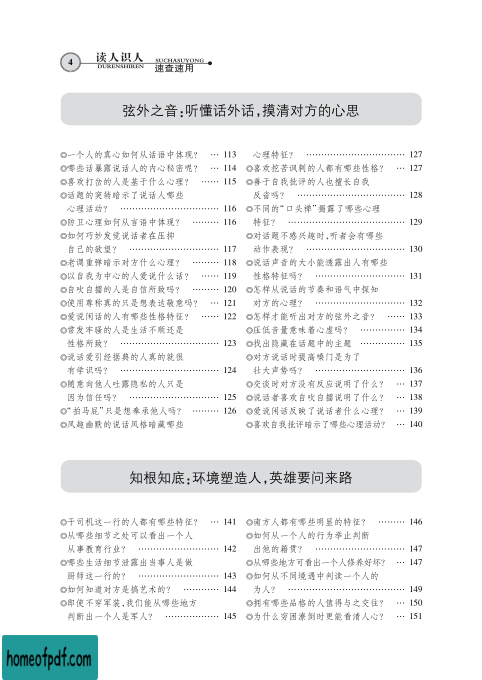 4
读人识人
DURENSHIREN
SUCHASUYONG
速查速用
弦外之音:听懂话外话,摸清对方的心思
◎一个人的真心如何从话语中体现? … 113
◎哪些话暴露说话人的内心秘密呢? … 114
◎喜欢打岔的人是基于什么心理? …… 115
◎话题的突转暗示了说话人哪些
心理活动? ………………………… 116
◎防卫心理如何从言语中体现? ……… 116
◎如何巧妙发觉说话者在压抑
自己的欲望? ……………………… 117
◎老调重弹暗示对方什么心理? ……… 118
◎以自我为中心的人爱说什么话? …… 119
◎自吹自擂的人是自信所致吗? ……… 120
◎使用尊称真的只是想表达敬意吗? … 121
◎爱说闲话的人有哪些性格特征? …… 122
◎常发牢骚的人是生活不顺还是
性格所致? ………………………… 123
◎说话爱引经据典的人真的就很
有学识吗? ………………………… 124
◎随意向他人吐露隐私的人只是
因为信任吗? ……………………… 125
◎“拍马屁”只是想奉承他人吗? ……… 126
◎风趣幽默的说话风格暗藏哪些
心理特征? …………………………… 127
◎喜欢挖苦讽刺的人都有哪些性格? … 127
◎善于自我批评的人也擅长自我
反省吗? ……………………………… 128
◎不同的“口头禅”揭露了哪些心理
特征? ………………………………… 129
◎对话题不感兴趣时,听者会有哪些
动作表现? …………………………… 130
◎说话声音的大小能透露出人有哪些
性格特征吗? ………………………… 131
◎怎样从说话的节奏和语气中探知
对方的心理? ………………………… 132
◎怎样才能听出对方的弦外之音? …… 133
◎压低音量意味着心虚吗? …………… 134
◎找出隐藏在话题中的主题 …………… 135
◎对方说话时提高嗓门是为了
壮大声势吗? ………………………… 136
◎交谈时对方没有反应说明了什么? … 137
◎说话者喜欢自吹自擂说明了什么? … 138
◎爱说闲话反映了说话者什么心理? … 139
◎喜欢自我批评暗示了哪些心理活动? … 140
知根知底:环境塑造人,英雄要问来路
◎干司机这一行的人都有哪些特征? … 141
◎从哪些细节之处可以看出一个人
从事教育行业? …………………… 142
◎哪些生活细节泄露出当事人是做
厨师这一行的? …………………… 143
◎如何知道对方是搞艺术的? ………… 144
◎即使不穿军装,我们能从哪些地方
判断出一个人是军人? …………… 145
◎南方人都有哪些明显的特征? ……… 146
◎如何从一个人的行为举止判断
出他的籍贯? ………………………… 147
◎从哪些地方可看出一个人修养好坏? … 147
◎如何从不同境遇中判读一个人的
为人? ………………………………… 149
◎拥有哪些品格的人值得与之交往? … 150
◎为什么穷困潦倒时更能看清人心? … 151
homeofpdf.com